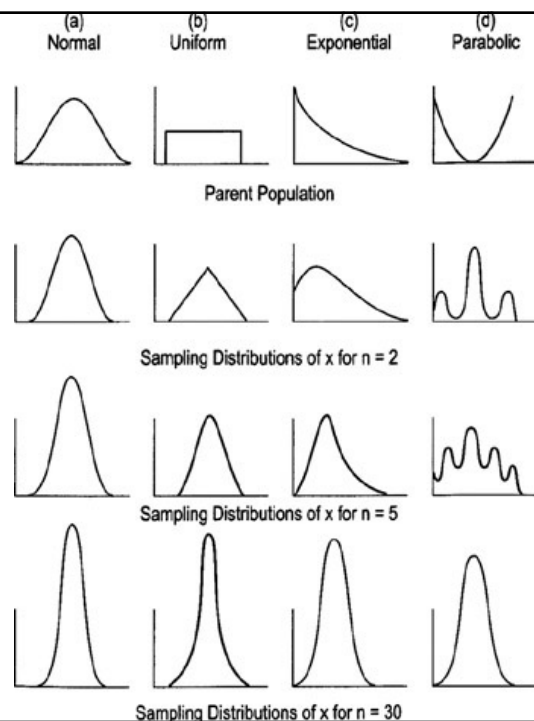 (a) (b) (c) (d)
Normal Uniform Exponential Parabolic
Parent Population
Sampling Distributions of x for n = 2
Sampling Distributions of x for n = 5
Sampling Distributions of x for n = 30